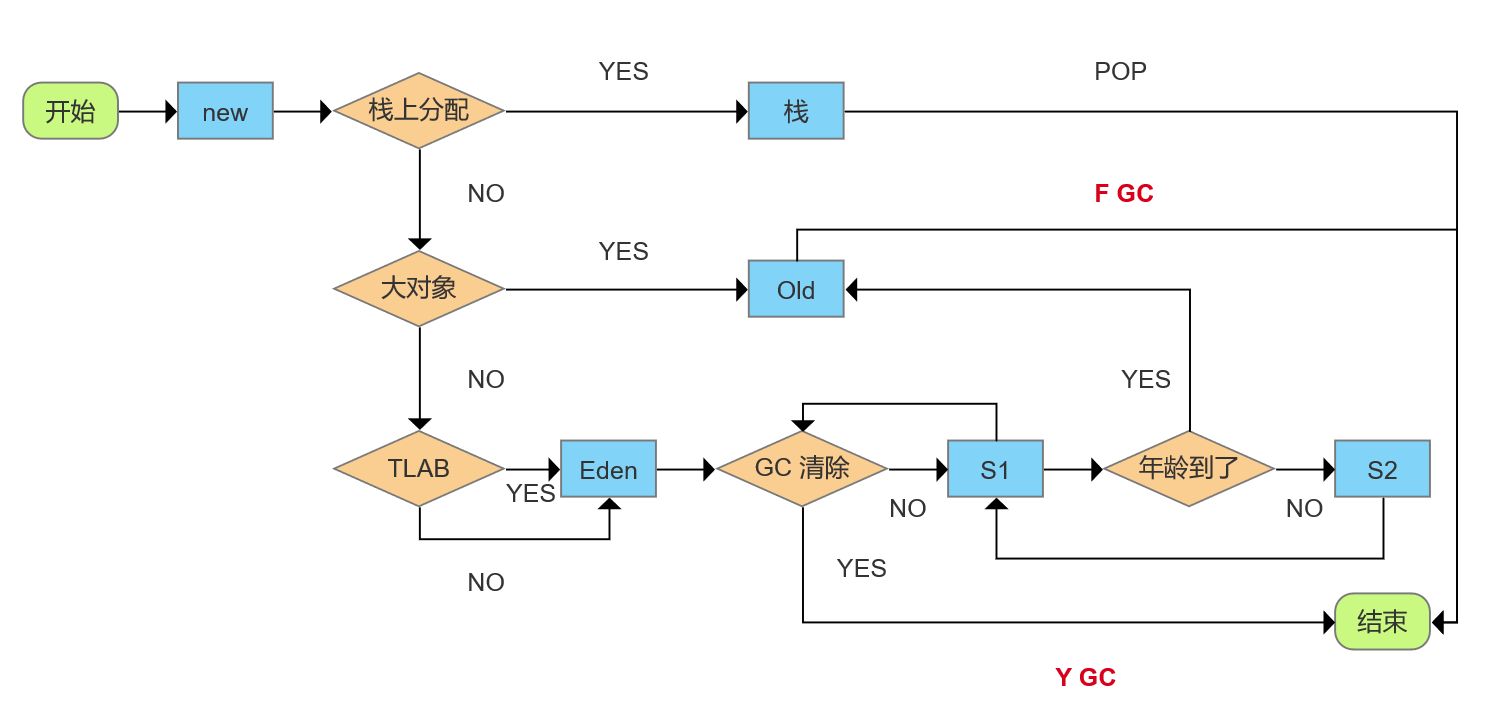 YES
POP
开始
new
栈上分配
栈
NO
F GC
YES
大对象
Old
NO
YES
TLAB
YES
Eden
GC 清除
NO
S1
年龄到了
NO
S2
YES
NO
结束
Y GC